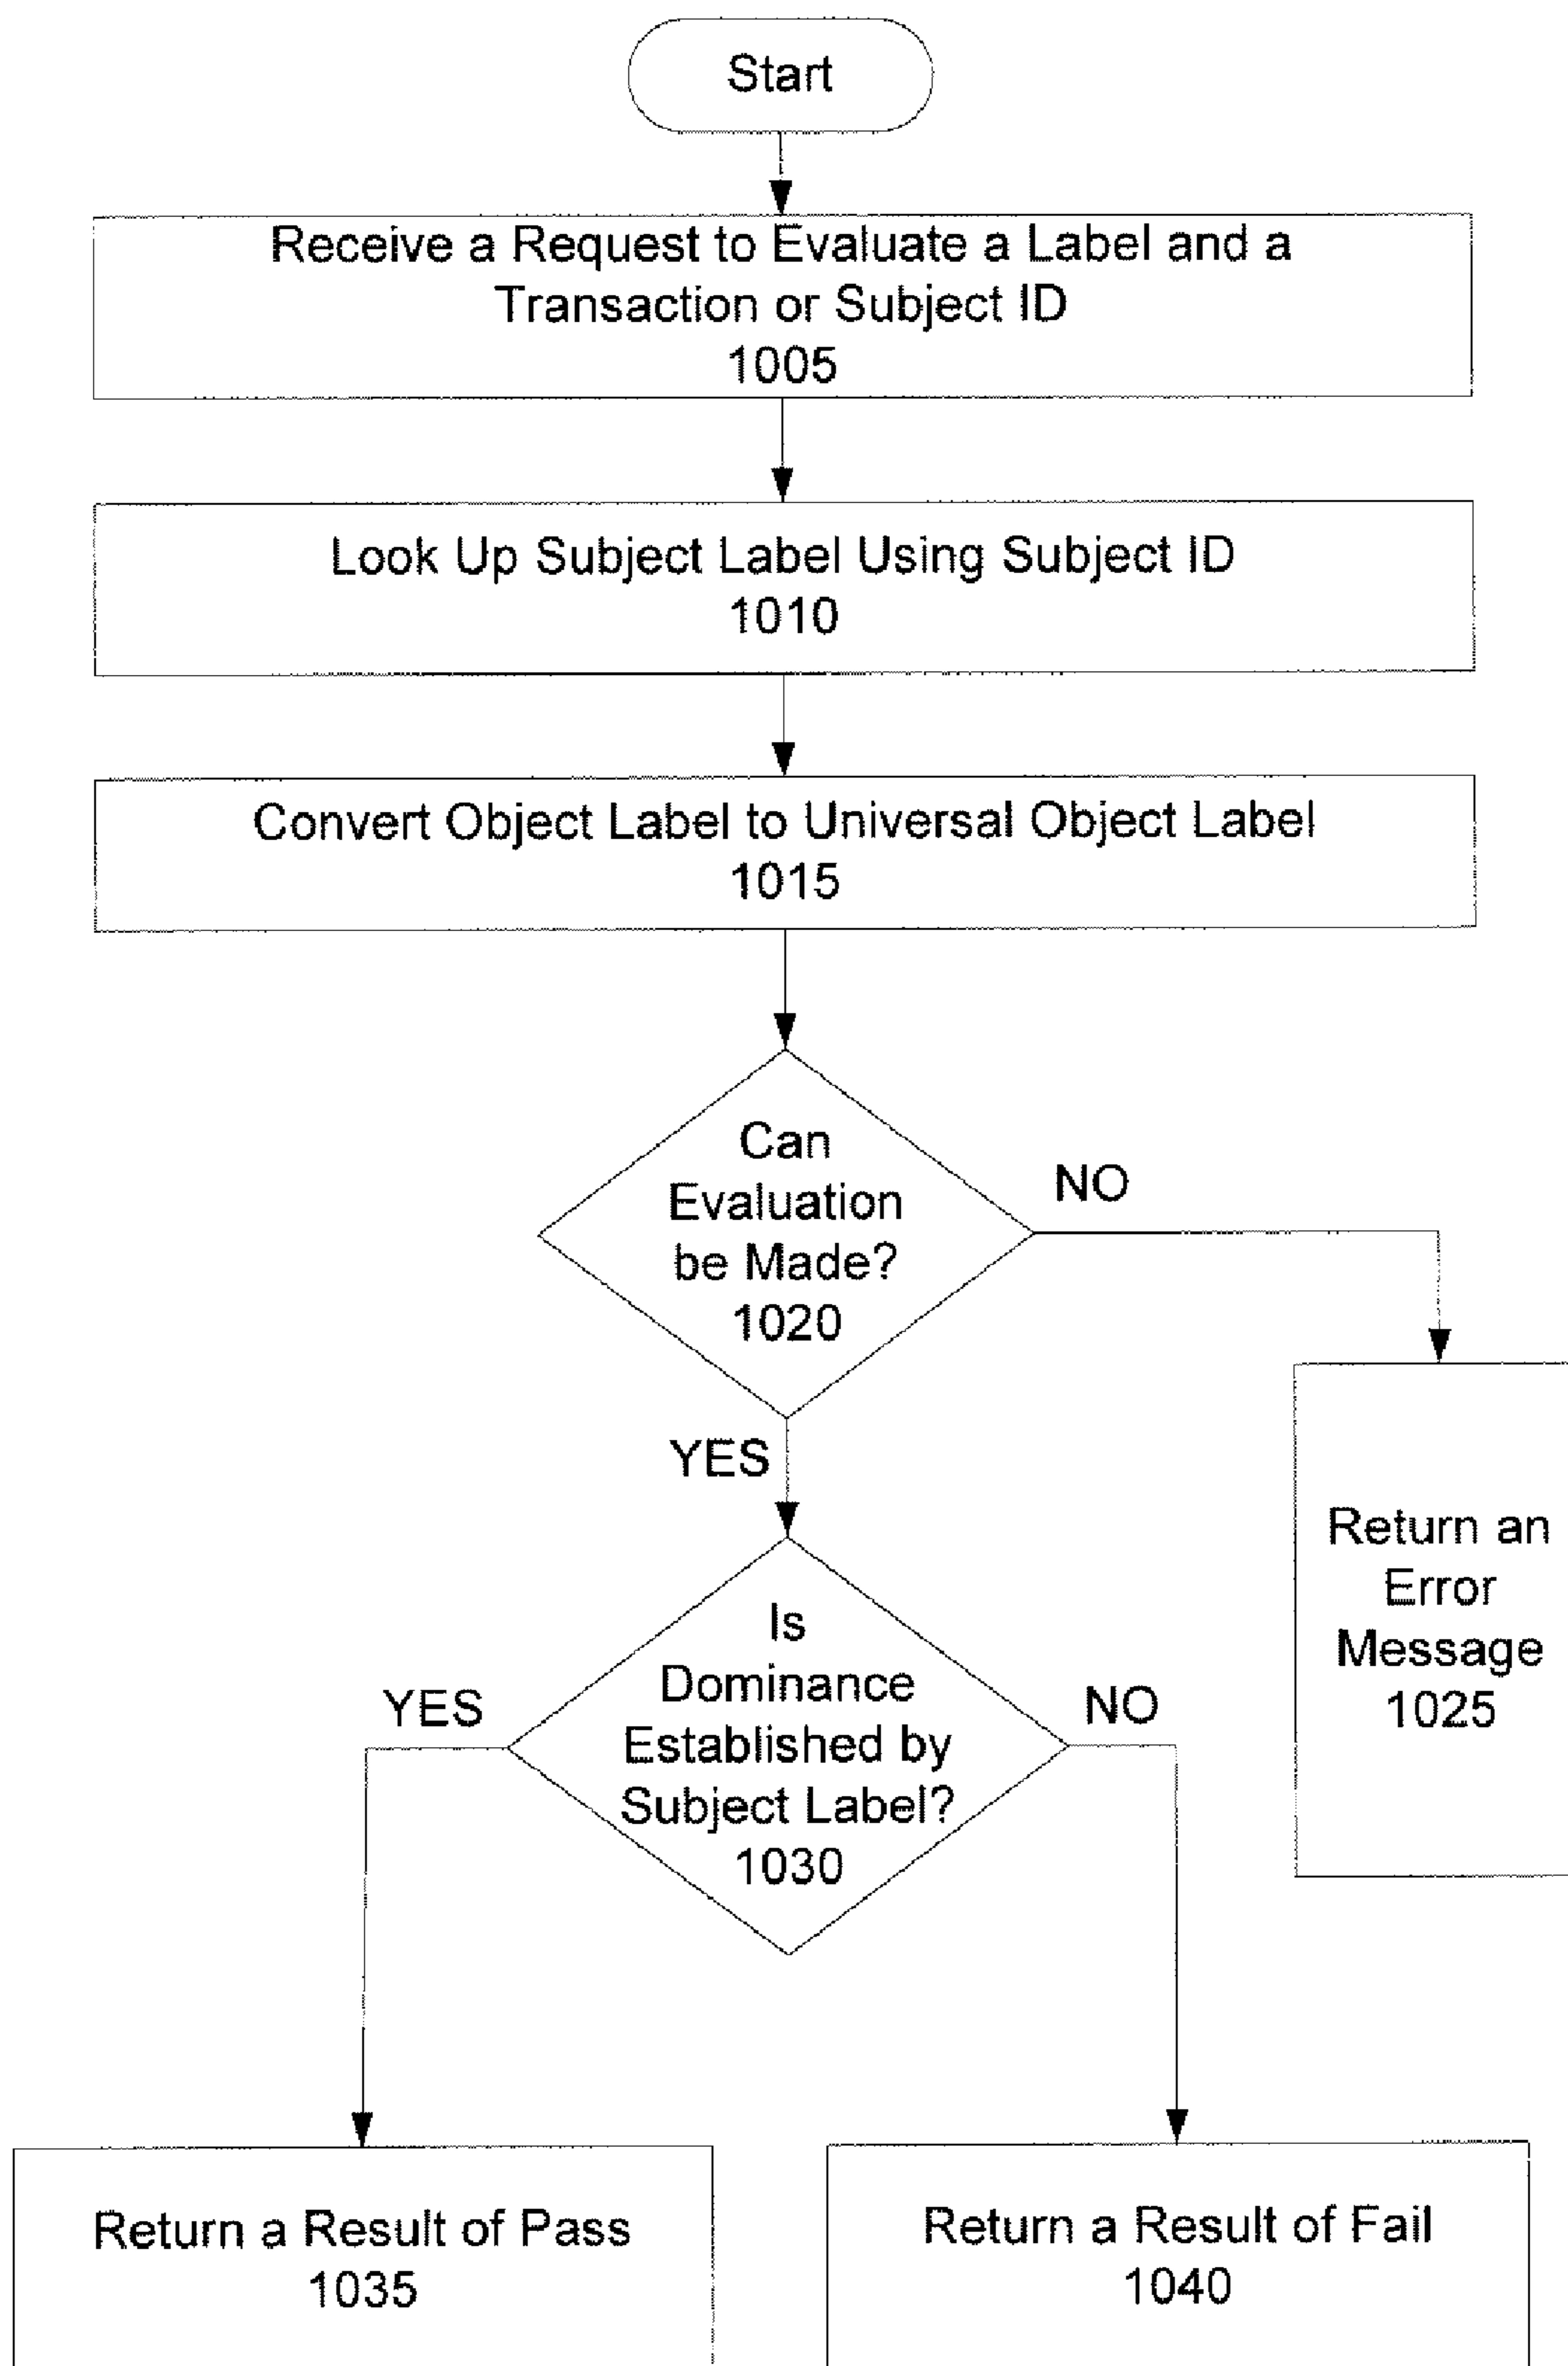 Start
Receive a Request to Evaluate a Label and a
Transaction or Subject ID
1005
Look Up Subject Label Using Subject ID
1010
Convert Object Label to Universal Object Label
1015
Can
Evaluation
be Made?
1020
NO
YES
Return an
Error
Message
1025
Is
Dominance
Established by
Subject Label?
1030
YES
NO
Return a Result of Pass
1035
Return a Result of Fail
1040